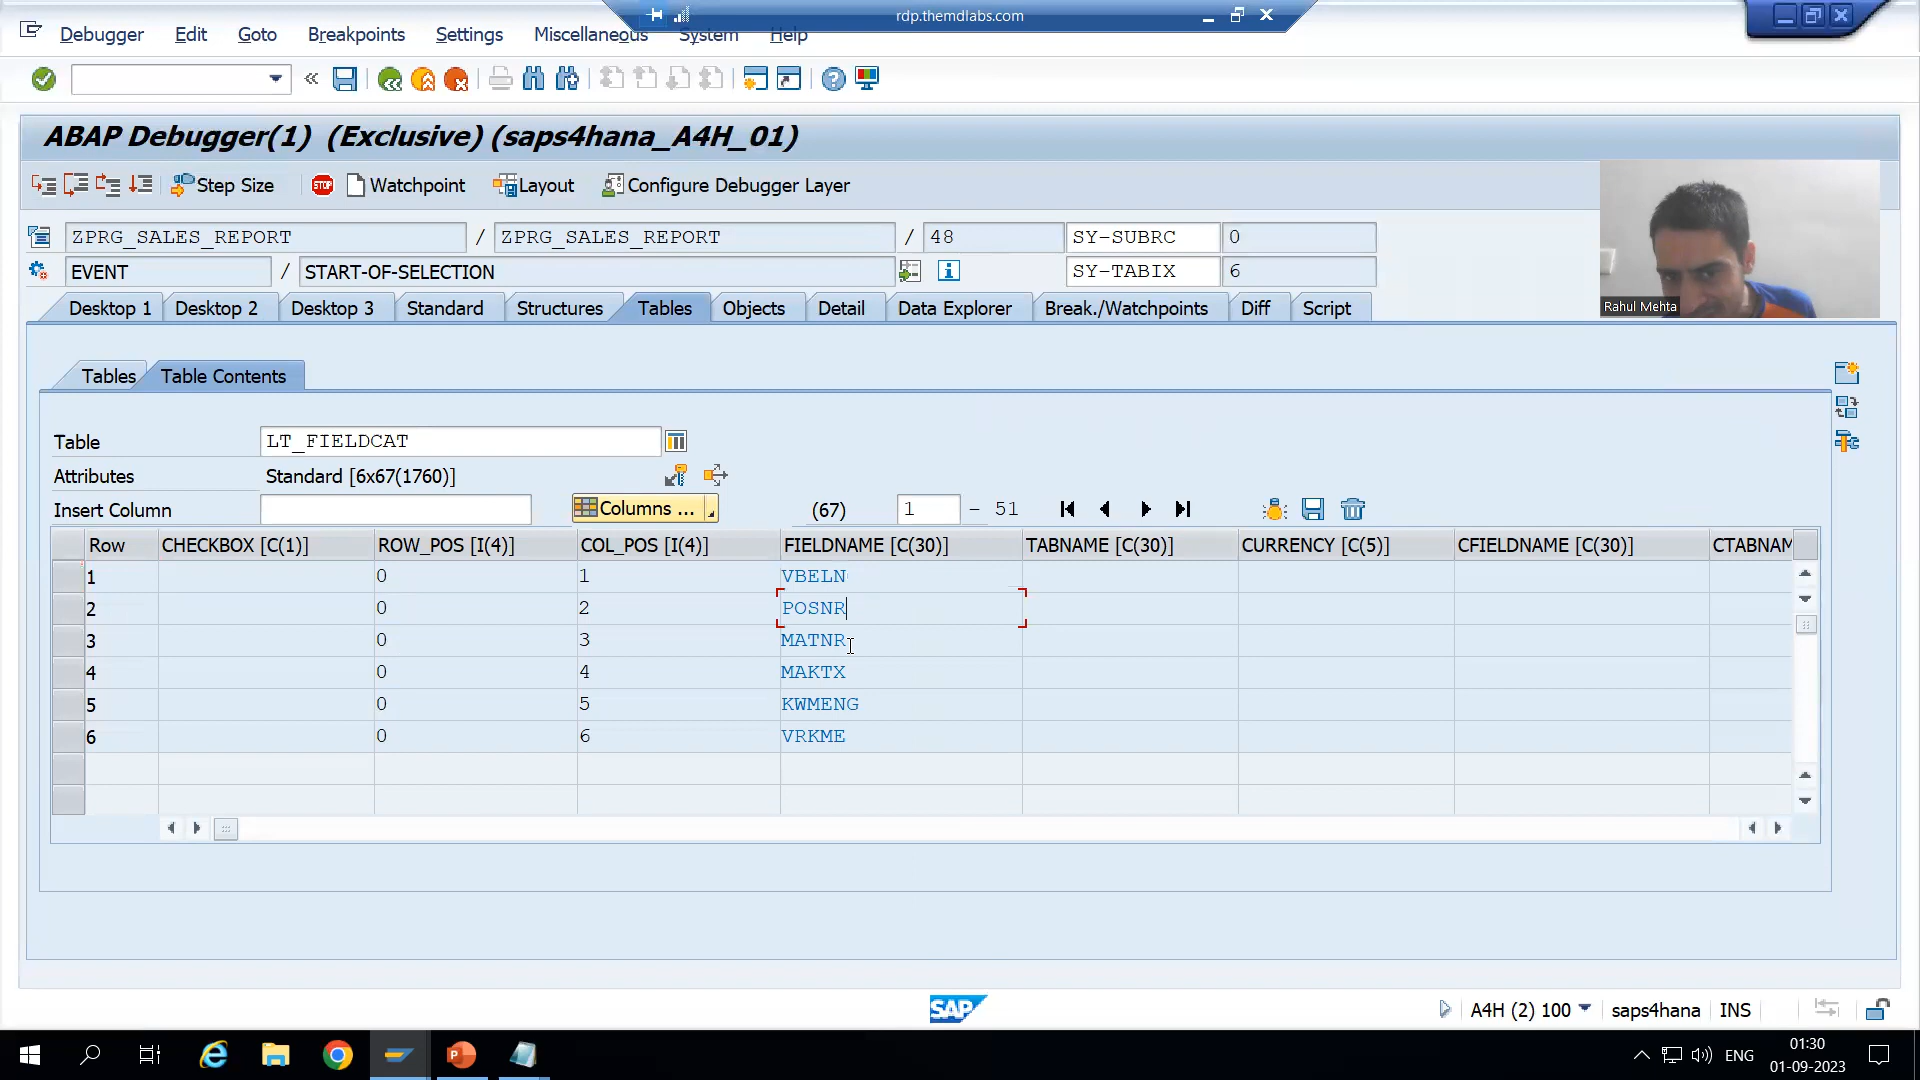 rdp.themdlabs.com
Debugger Edit Goto Breakpoints Settings Miscellaneous System Help
ABAP Debugger(1) (Exclusive) (saps4hana_A4H_01)
Step Size STOP Watchpoint Layout Configure Debugger Layer
ZPRG_SALES_REPORT / ZPRG_SALES_REPORT / 48 SY-SUBRC 0
EVENT / START-OF-SELECTION SY-TABIX 6
Rahul Mehta
Desktop 1 Desktop 2 Desktop 3 Standard Structures Tables Objects Detail Data Explorer Break./Watchpoints Diff Script
Tables Table Contents
Table LT_FIELDCAT
Attributes Standard [6x67(1760)]
Insert Column Columns ... (67) 1 – 51
Row CHECKBOX [C(1)] ROW_POS [I(4)] COL_POS [I(4)] FIELDNAME [C(30)] TABNAME [C(30)] CURRENCY [C(5)] CFIELDNAME [C(30)] CTABNAM
1 0 1 VBELN
2 0 2 POSNR
3 0 3 MATNR
4 0 4 MAKTX
5 0 5 KWMENG
6 0 6 VRKME
SAP A4H (2) 100 saps4hana INS
ENG 01:30
01-09-2023